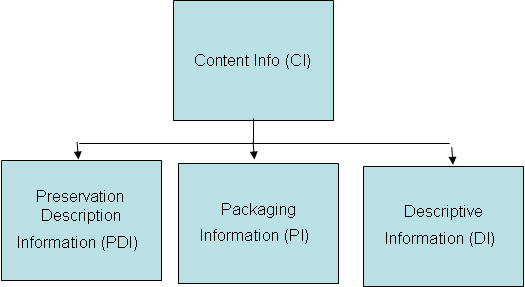 Content Info (CI)
Preservation
Description
Information (PDI)
Packaging
Information (PI)
Descriptive
Information (DI)